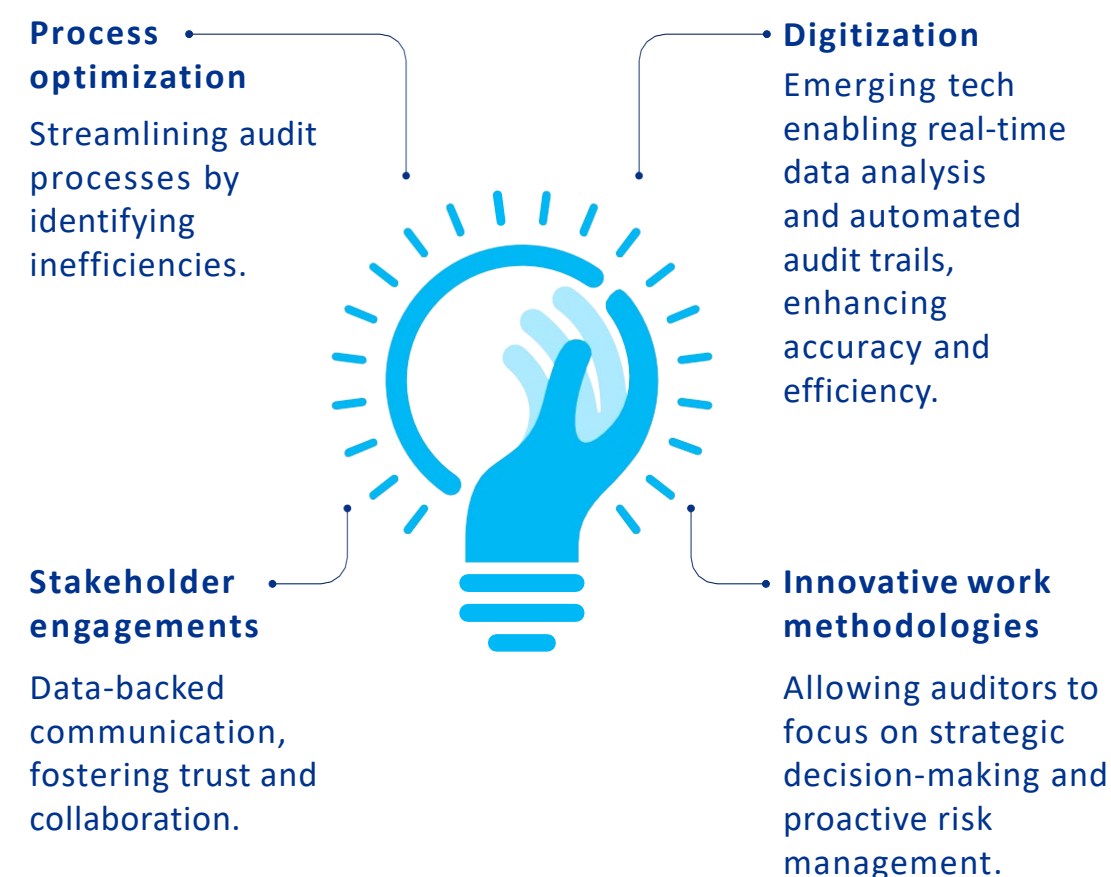 Process
optimization
Streamlining audit
processes by
identifying
inefficiencies.
Digitization
Emerging tech
enabling real-time
data analysis
and automated
audit trails,
enhancing
accuracy and
efficiency.
Stakeholder
engagements
Data-backed
communication,
fostering trust and
collaboration.
Innovative work
methodologies
Allowing auditors to
focus on strategic
decision-making and
proactive risk
management.